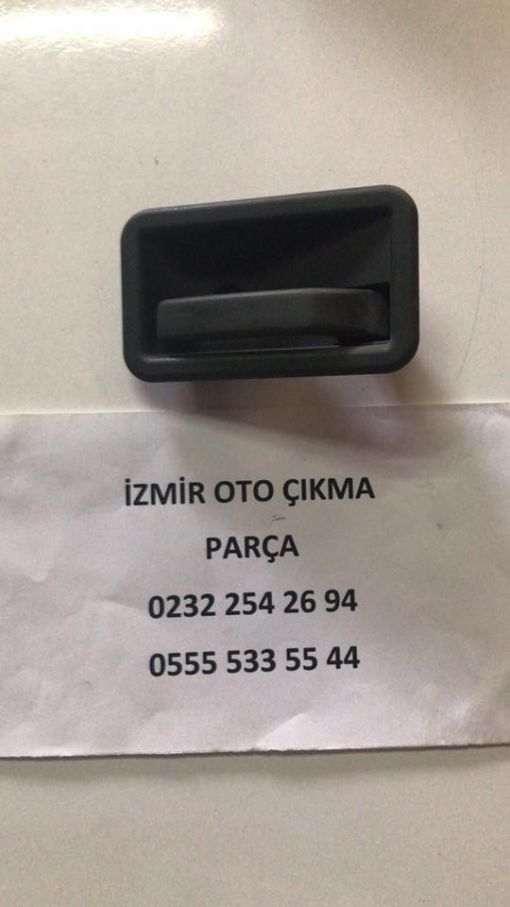 İZMİR OTO ÇIKMA
PARÇA
0232 254 26 94
0555 533 55 44